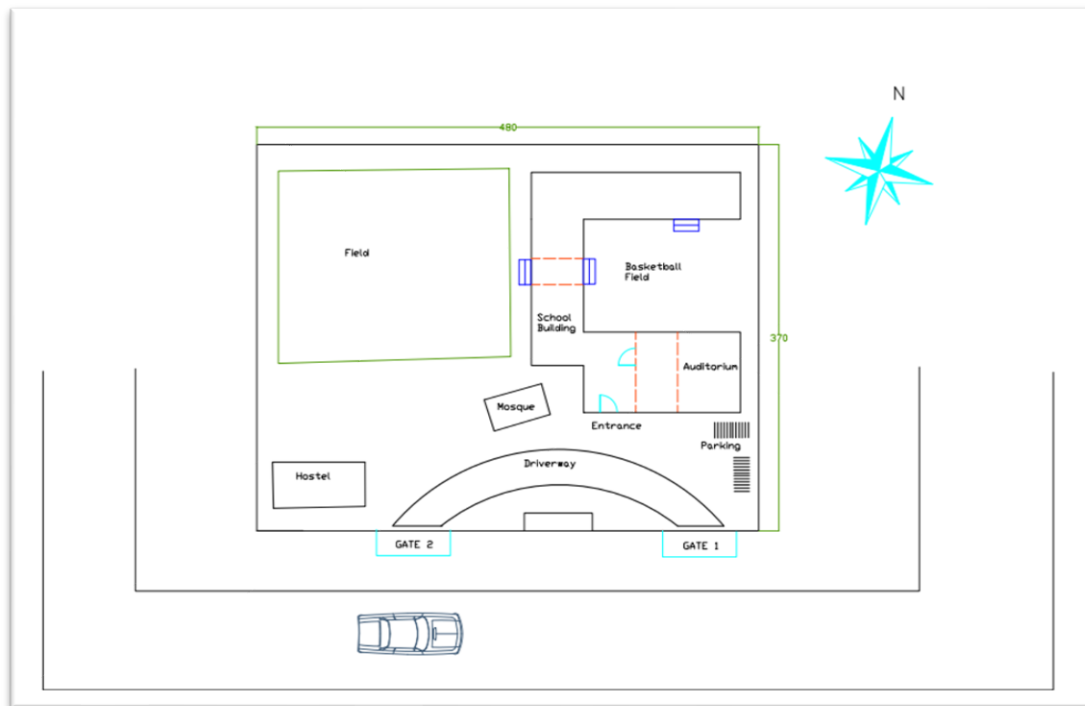 N
480
Field
Basketball
Field
School
Building
370
Auditorium
Mosque
Entrance
Parking
Driverway
Hostel
GATE 2
GATE 1